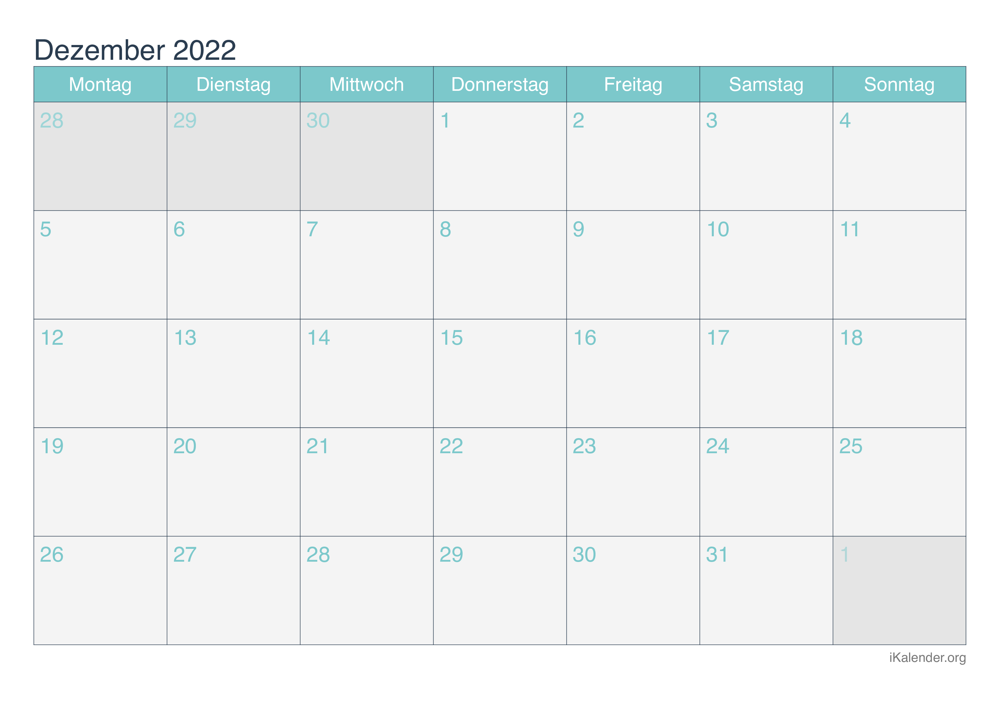 Dezember 2022
Montag Dienstag Mittwoch Donnerstag Freitag Samstag Sonntag
28 29 30 1 2 3 4
5 6 7 8 9 10 11
12 13 14 15 16 17 18
19 20 21 22 23 24 25
26 27 28 29 30 31 1
iKalender.org